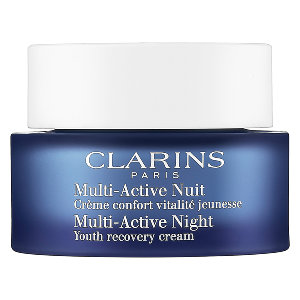 CLARINS
PARIS
Multi-Active Nuit
Crème confort vitalité jeunesse
Multi-Active Night
Youth recovery cream